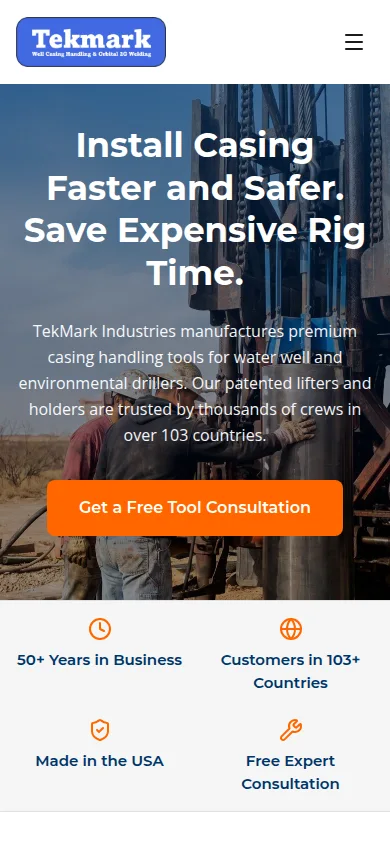 Tekmark
Well Casing Handling & Orbital 2G Welding
Install Casing
Faster and Safer.
Save Expensive Rig
Time.
TekMark Industries manufactures premium
casing handling tools for water well and
environmental drillers. Our patented lifters and
holders are trusted by thousands of crews in
over 103 countries.
Get a Free Tool Consultation
50+ Years in Business
Customers in 103+
Countries
Made in the USA
Free Expert
Consultation